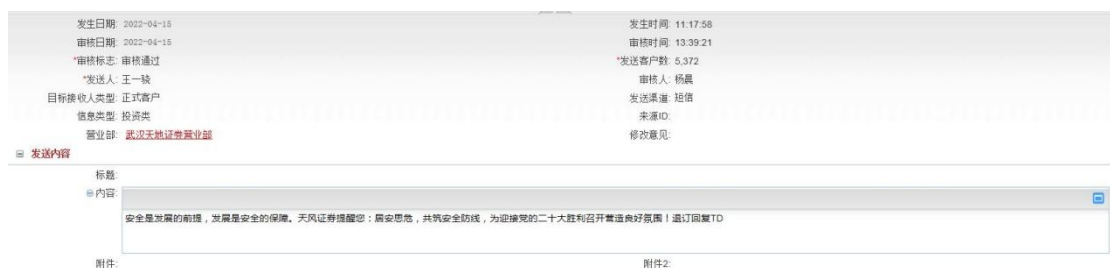 发生日期: 2022-04-15 发生时间: 11:17:58
审核日期: 2022-04-15 审核时间: 13:39:21
*审核标志: 审核通过 *发送客户数: 5,372
*发送人: 王一骁 审核人: 杨晨
目标接收人类型: 正式客户 发送渠道: 短信
信息类型: 投资类 来源ID:
营业部: 武汉天地证券营业部 修改意见:
发送内容
标题:
内容:
安全是发展的前提，发展是安全的保障。天风证券提醒您：居安思危，共筑安全防线，为迎接党的二十大胜利召开营造良好氛围！退订回复TD
附件: 附件2: